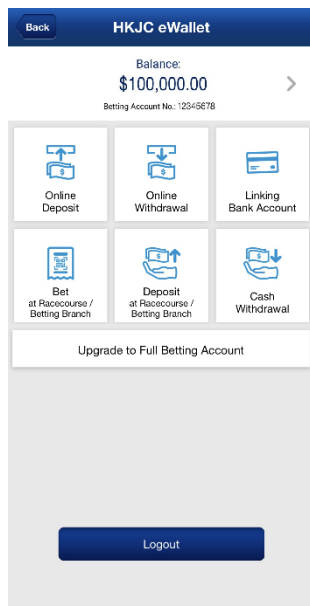 Back
HKJC eWallet
Balance:
$100,000.00
Betting Account No.: 12345678
Online
Deposit
Online
Withdrawal
Linking
Bank Account
Bet
at Racecourse /
Betting Branch
Deposit
at Racecourse /
Betting Branch
Cash
Withdrawal
Upgrade to Full Betting Account
Logout